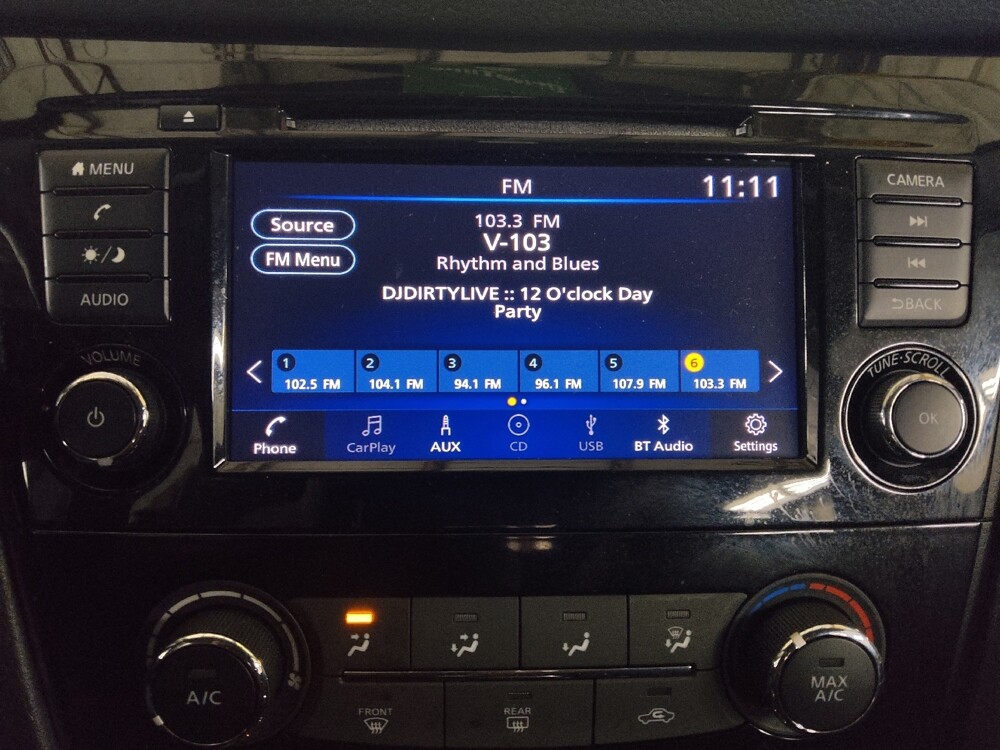 MENU
AUDIO
VOLUME
FM
11:11
Source
FM Menu
103.3 FM
V-103
Rhythm and Blues
DJDIRTYLIVE :: 12 O'clock Day
Party
1 2 3 4 5 6
102.5 FM 104.1 FM 94.1 FM 96.1 FM 107.9 FM 103.3 FM
Phone CarPlay AUX CD USB BT Audio Settings
CAMERA
BACK
TUNE·SCROLL
OK
A/C
FRONT
REAR
MAX
A/C